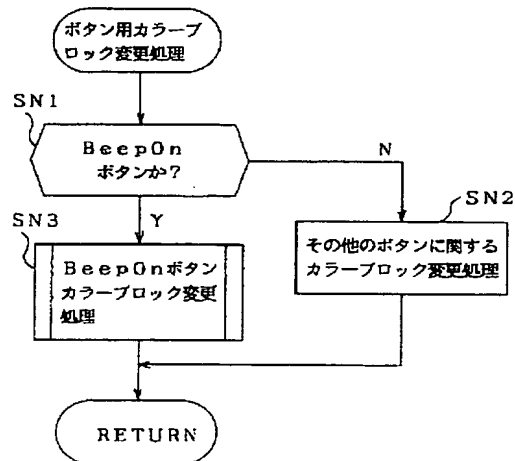 ボタン用カラーブ
ロック変更処理
SN1
BeepOn
ボタンか?
N
SN2
Y
SN3
その他のボタンに関する
カラーブロック変更処理
BeepOnボタン
カラーブロック変更
処理
RETURN